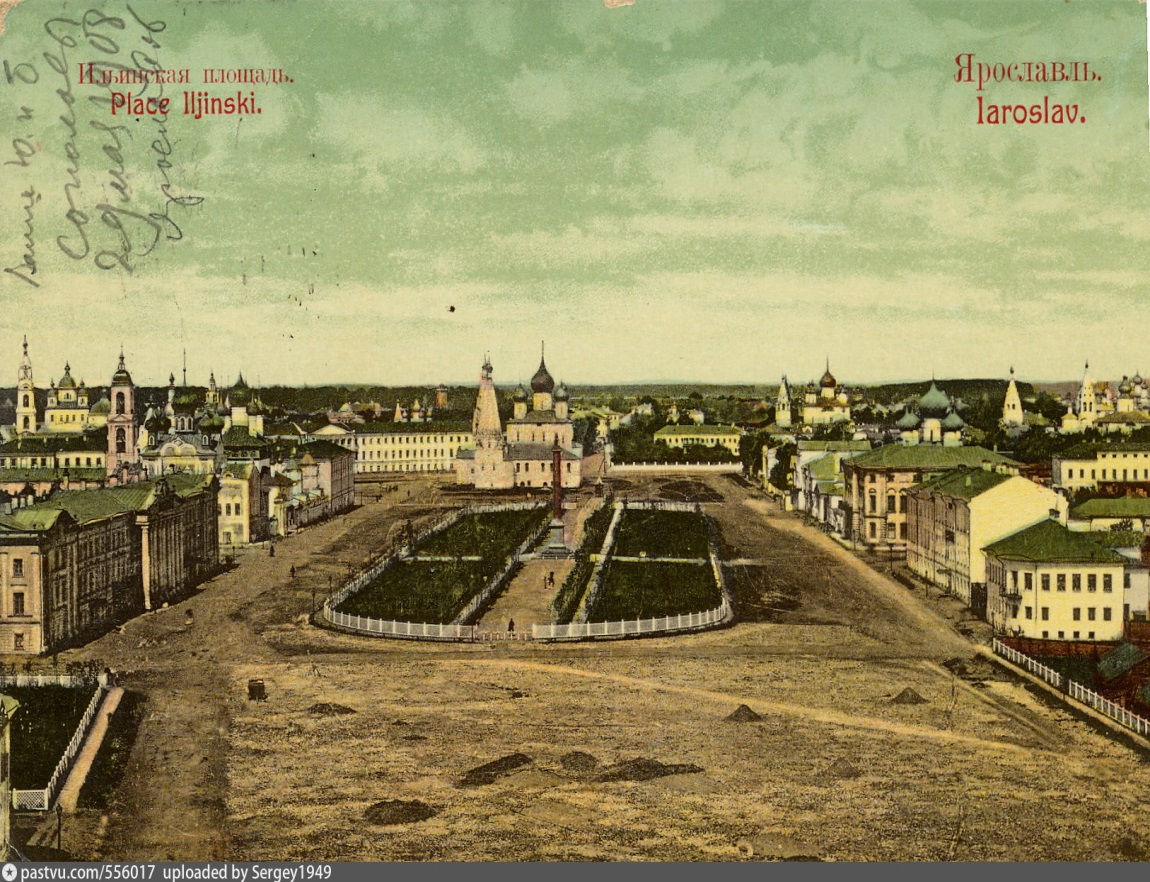 Ильинская площадь.
Place Iljinski.
Ярославль.
Iaroslav.
pastvu.com/556017 uploaded by Sergey1949